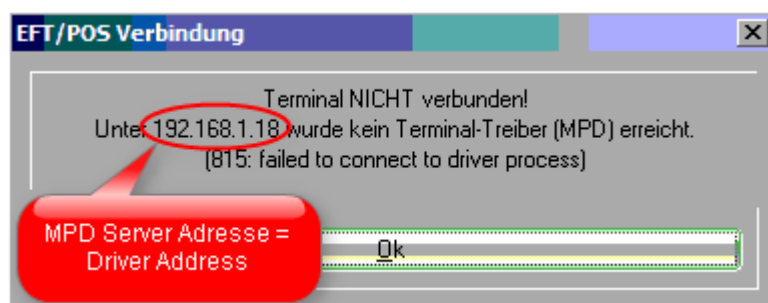 EFT/POS Verbindung
Terminal NICHT verbunden!
Unter 192.168.1.18 wurde kein Terminal-Treiber (MPD) erreicht.
(815: failed to connect to driver process)
MPD Server Adresse =
Driver Address
Ok